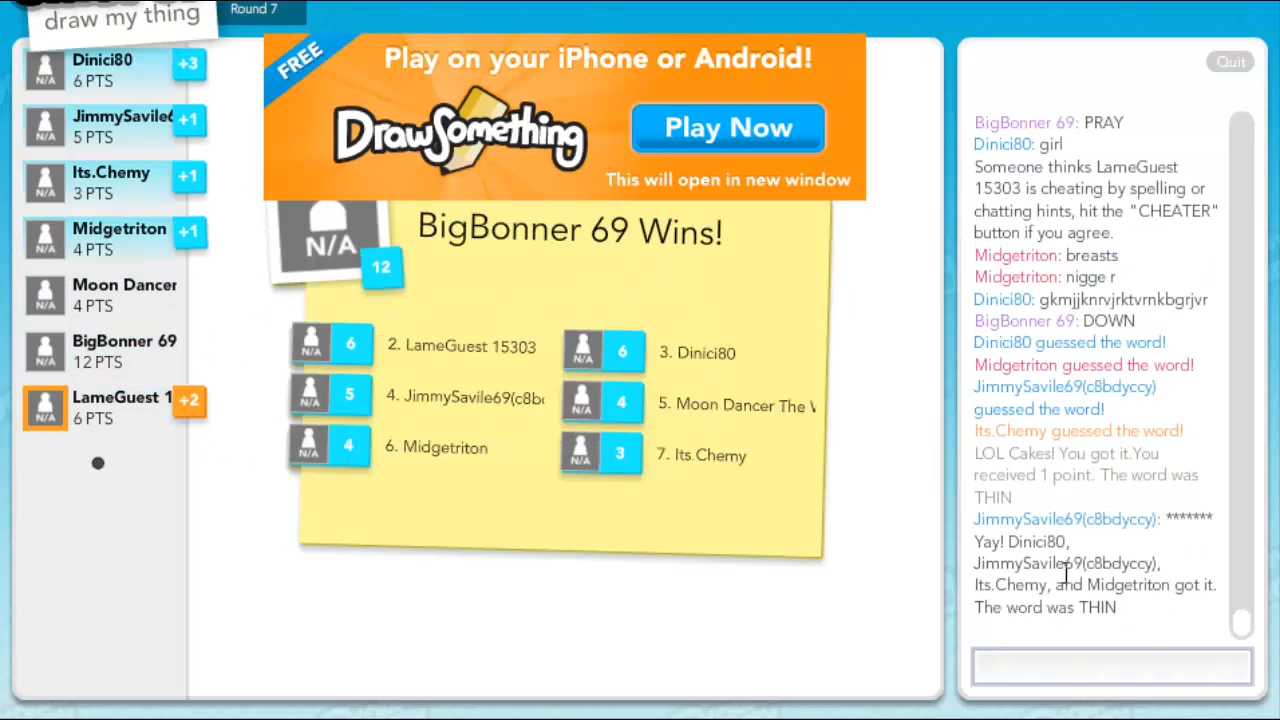 draw my thing
Round 7
Dinici80
6 PTS
+3
JimmySavile6
5 PTS
+1
Its.Chemy
3 PTS
+1
Midgetriton
4 PTS
+1
Moon Dancer
4 PTS
BigBonner 69
12 PTS
LameGuest 1
6 PTS
+2
N/A
N/A
N/A
N/A
N/A
N/A
N/A
FREE
Play on your iPhone or Android!
DrawSomething
Play Now
This will open in new window
N/A
12
BigBonner 69 Wins!
N/A 6 2. LameGuest 15303
N/A 6 3. Dinici80
N/A 5 4. JimmySavile69(c8b
N/A 4 5. Moon Dancer The
N/A 4 6. Midgetriton
N/A 3 7. Its.Chemy
Quit
BigBonner 69: PRAY
Dinici80: girl
Someone thinks LameGuest
15303 is cheating by spelling or
chatting hints, hit the "CHEATER"
button if you agree.
Midgetriton: breasts
Midgetriton: nigge r
Dinici80: gkmjjknrvjrktvrnkbgrjvr
BigBonner 69: DOWN
Dinici80 guessed the word!
Midgetriton guessed the word!
JimmySavile69(c8bdyccy)
guessed the word!
Its.Chemy guessed the word!
LOL Cakes! You got it.You
received 1 point. The word was
THIN
JimmySavile69(c8bdyccy): *******
Yay! Dinici80,
JimmySavile69(c8bdyccy),
Its.Chemy, and Midgetriton got it.
The word was THIN